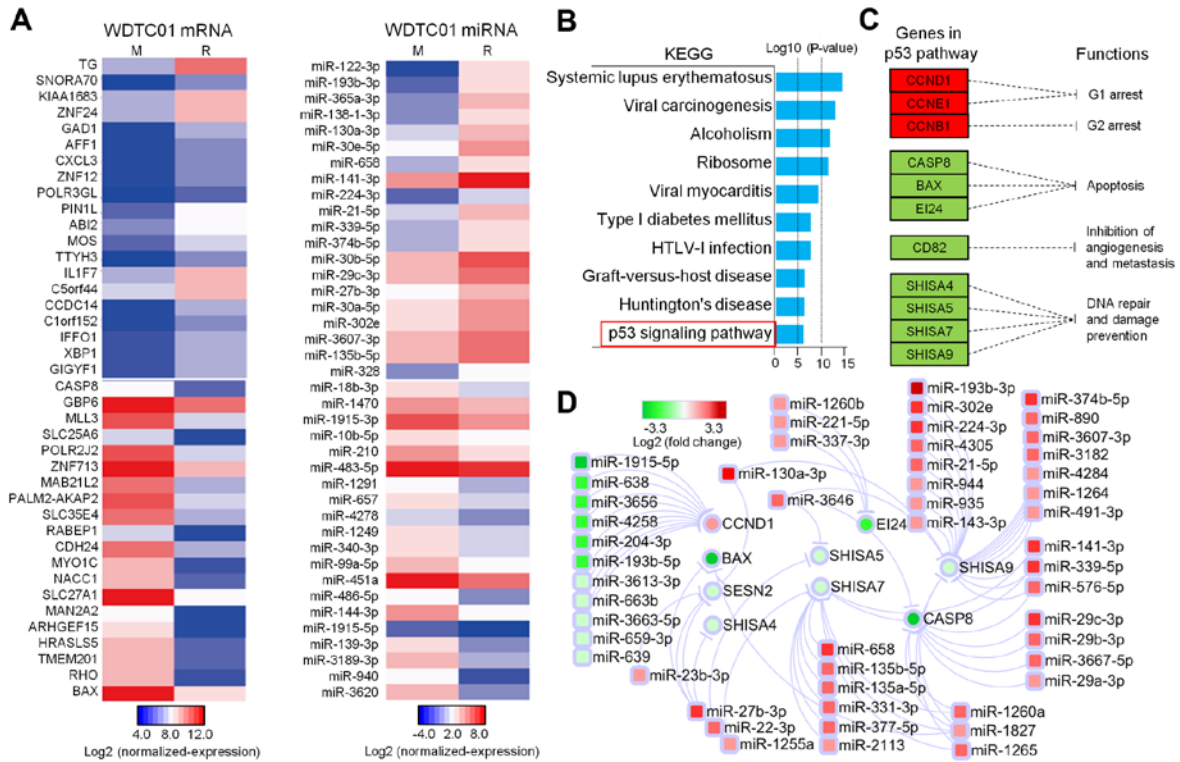 A
WDTC01 mRNA
M R
TG
SNORA70
KIAA1683
ZNF24
GAD1
AFF1
CXCL3
ZNF12
POLR3GL
PIN1L
ABI2
MOS
TTYH3
IL1F7
C5orf44
CCDC14
C1orf152
IFFO1
XBP1
GIGYF1
CASP8
GBP6
MLL3
SLC25A6
POLR2J2
ZNF713
MAB21L2
PALM2-AKAP2
SLC35E4
RABEP1
CDH24
MYO1C
NACC1
SLC27A1
MAN2A2
ARHGEF15
HRASLS5
TMEM201
RHO
BAX
4.0 8.0 12.0
Log2 (normalized-expression)
WDTC01 miRNA
M R
miR-122-3p
miR-193b-3p
miR-365a-3p
miR-138-1-3p
miR-130a-3p
miR-30e-5p
miR-658
miR-141-3p
miR-224-3p
miR-21-5p
miR-339-5p
miR-374b-5p
miR-30b-5p
miR-29c-3p
miR-27b-3p
miR-30a-5p
miR-302e
miR-3607-3p
miR-135b-5p
miR-328
miR-18b-3p
miR-1470
miR-1915-3p
miR-10b-5p
miR-210
miR-483-5p
miR-1291
miR-657
miR-4278
miR-1249
miR-340-3p
miR-99a-5p
miR-451a
miR-486-5p
miR-144-3p
miR-1915-5p
miR-139-3p
miR-3189-3p
miR-940
miR-3620
-4.0 2.0 8.0
Log2 (normalized-expression)
B
KEGG
Log10 (P-value)
Systemic lupus erythematosus
Viral carcinogenesis
Alcoholism
Ribosome
Viral myocarditis
Type I diabetes mellitus
HTLV-I infection
Graft-versus-host disease
Huntington's disease
p53 signaling pathway
0 5 10 15
C
Genes in
p53 pathway
Functions
CCND1
CCNE1
CCNB1
G1 arrest
G2 arrest
CASP8
BAX
EI24
Apoptosis
CD82
Inhibition of
angiogenesis
and metastasis
SHISA4
SHISA5
SHISA7
SHISA9
DNA repair
and damage
prevention
D
-3.3 3.3
Log2 (fold change)
miR-1915-5p
miR-638
miR-3656
miR-4258
miR-204-3p
miR-193b-5p
miR-3613-3p
miR-663b
miR-3663-5p
miR-659-3p
miR-639
miR-23b-3p
miR-27b-3p
miR-22-3p
miR-1255a
CCND1
BAX
SESN2
SHISA4
miR-1260b
miR-221-5p
miR-337-3p
miR-130a-3p
miR-3646
EI24
SHISA5
SHISA7
SHISA9
CASP8
miR-658
miR-135b-5p
miR-135a-5p
miR-331-3p
miR-377-5p
miR-2113
miR-193b-3p
miR-302e
miR-224-3p
miR-4305
miR-21-5p
miR-944
miR-935
miR-143-3p
miR-374b-5p
miR-890
miR-3607-3p
miR-3182
miR-4284
miR-1264
miR-491-3p
miR-141-3p
miR-339-5p
miR-576-5p
miR-29c-3p
miR-29b-3p
miR-3667-5p
miR-29a-3p
miR-1260a
miR-1827
miR-1265